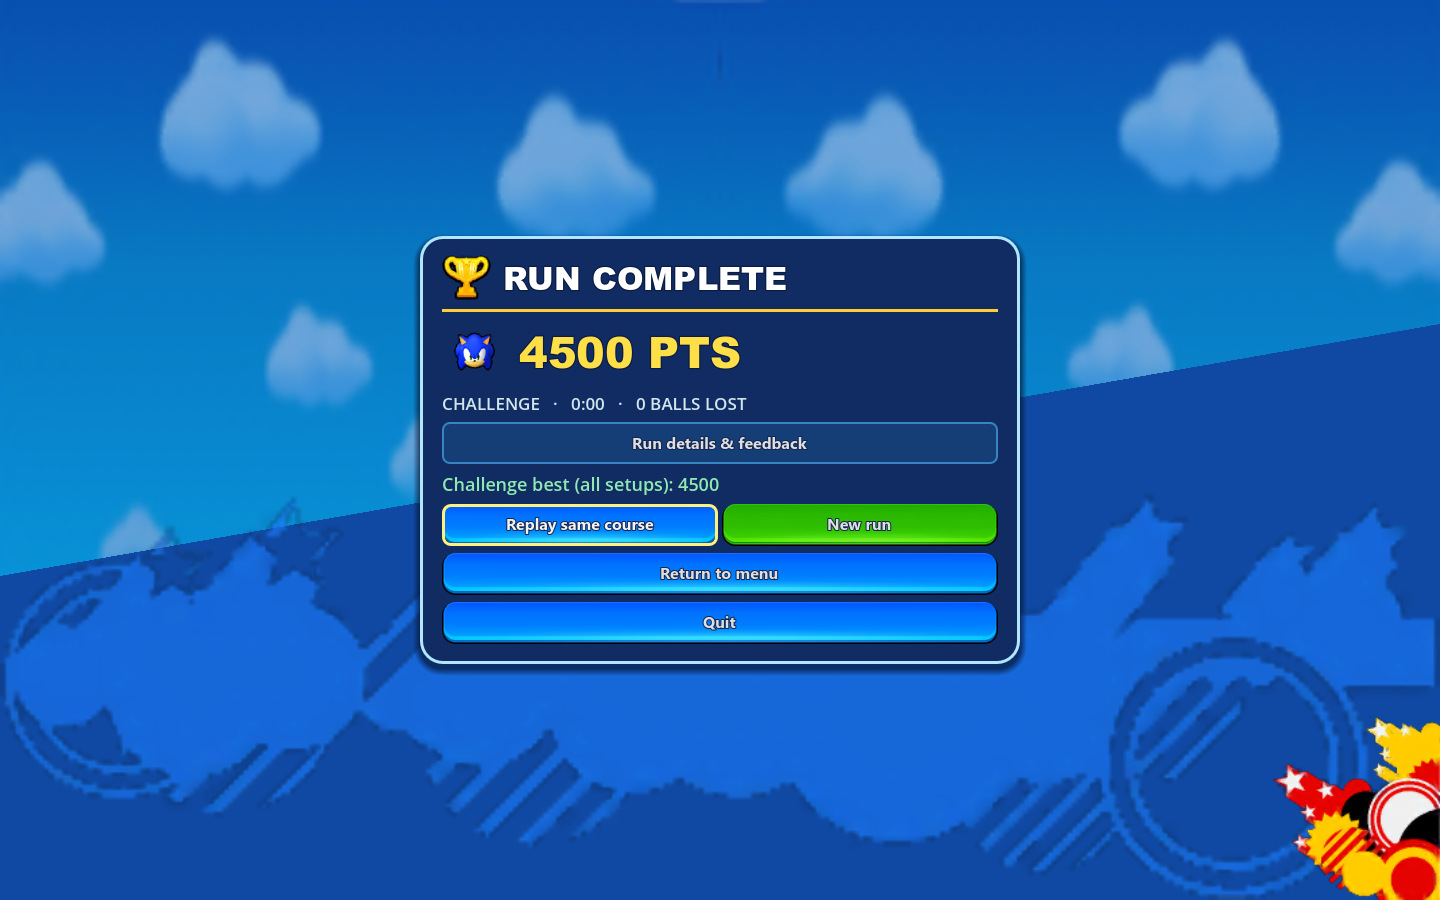 RUN COMPLETE
4500 PTS
CHALLENGE · 0:00 · 0 BALLS LOST
Run details & feedback
Challenge best (all setups): 4500
Replay same course
New run
Return to menu
Quit